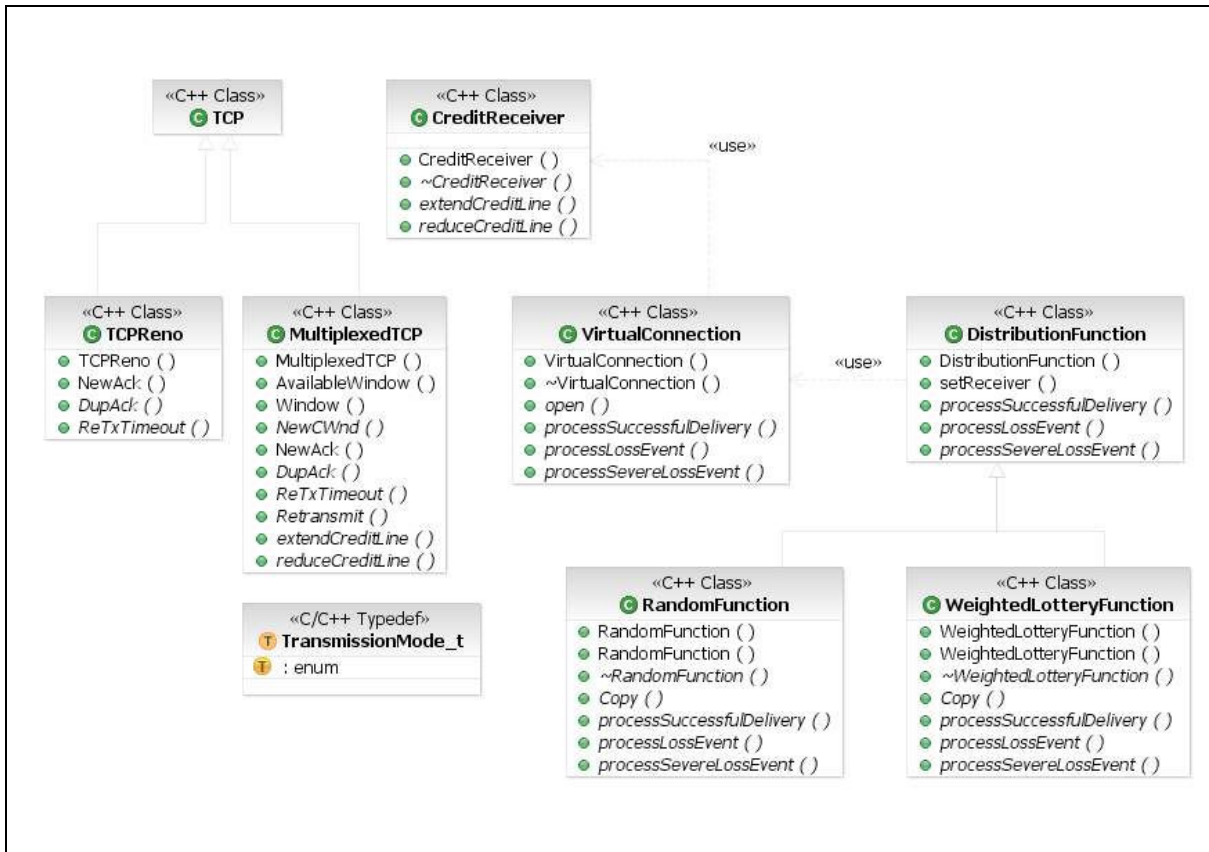 «C++ Class»
TCP
«C++ Class»
CreditReceiver
CreditReceiver ( )
~CreditReceiver ( )
extendCreditLine ( )
reduceCreditLine ( )
«use»
«C++ Class»
TCPReno
TCPReno ( )
NewAck ( )
DupAck ( )
ReTxTimeout ( )
«C++ Class»
MultiplexedTCP
MultiplexedTCP ( )
AvailableWindow ( )
Window ( )
NewCWnd ( )
NewAck ( )
DupAck ( )
ReTxTimeout ( )
Retransmit ( )
extendCreditLine ( )
reduceCreditLine ( )
«C++ Class»
VirtualConnection
VirtualConnection ( )
~VirtualConnection ( )
open ( )
processSuccessfulDelivery ( )
processLossEvent ( )
processSevereLossEvent ( )
«use»
«C++ Class»
DistributionFunction
DistributionFunction ( )
setReceiver ( )
processSuccessfulDelivery ( )
processLossEvent ( )
processSevereLossEvent ( )
«C/C++ Typedef»
TransmissionMode_t
: enum
«C++ Class»
RandomFunction
RandomFunction ( )
RandomFunction ( )
~RandomFunction ( )
Copy ( )
processSuccessfulDelivery ( )
processLossEvent ( )
processSevereLossEvent ( )
«C++ Class»
WeightedLotteryFunction
WeightedLotteryFunction ( )
WeightedLotteryFunction ( )
~WeightedLotteryFunction ( )
Copy ( )
processSuccessfulDelivery ( )
processLossEvent ( )
processSevereLossEvent ( )